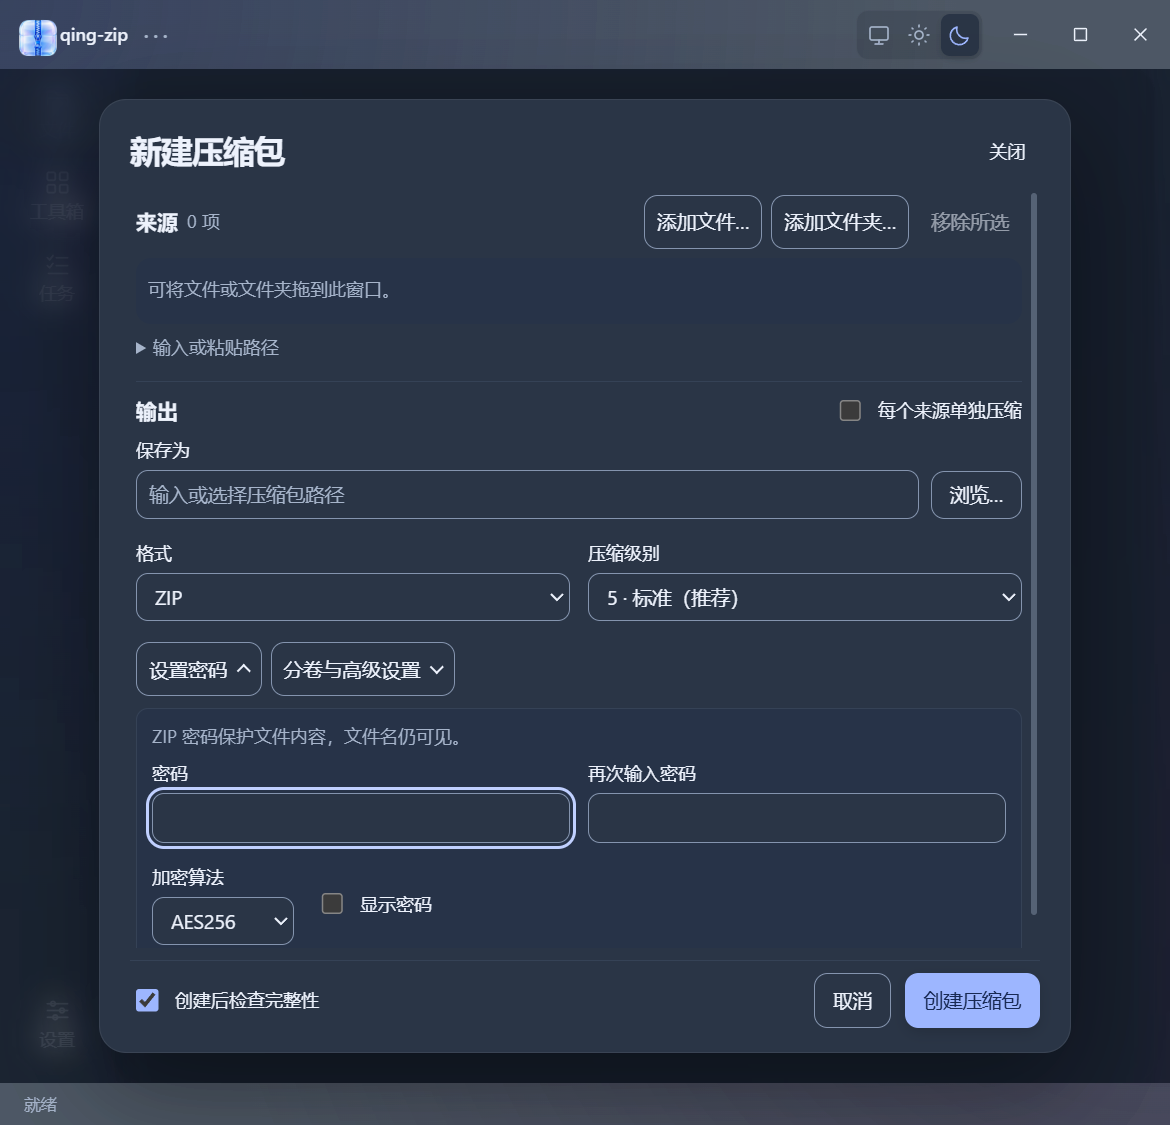 qing-zip ···
工具箱
任务
设置
新建压缩包
关闭
来源 0 项
添加文件...
添加文件夹...
移除所选
可将文件或文件夹拖到此窗口。
输入或粘贴路径
输出
每个来源单独压缩
保存为
输入或选择压缩包路径
浏览...
格式
压缩级别
ZIP
5 · 标准（推荐）
设置密码
分卷与高级设置
ZIP 密码保护文件内容，文件名仍可见。
密码
再次输入密码
加密算法
AES256
显示密码
创建后检查完整性
取消
创建压缩包
就绪